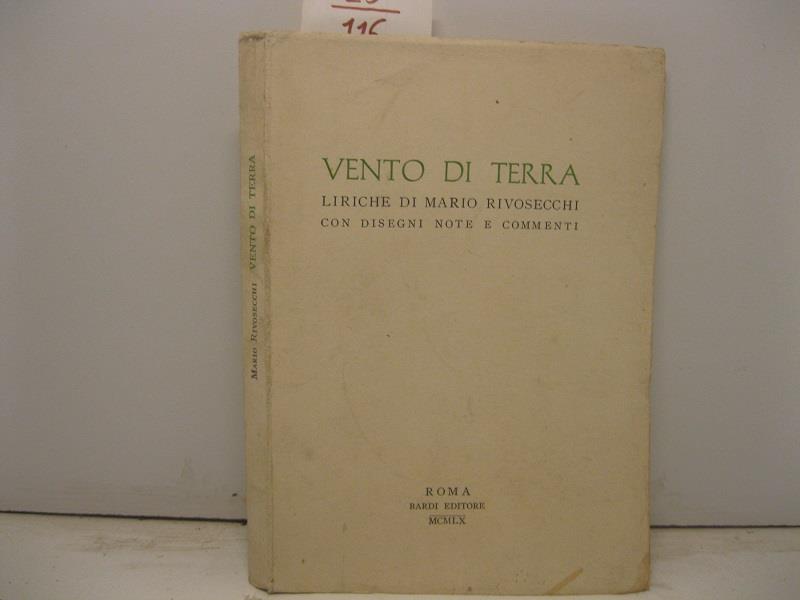 116
VENTO DI TERRA
LIRICHE DI MARIO RIVOSECCHI
CON DISEGNI NOTE E COMMENTI
ROMA
BARDI EDITORE
MCMLX
MARIO RIVOSECCHI VENTO DI TERRA